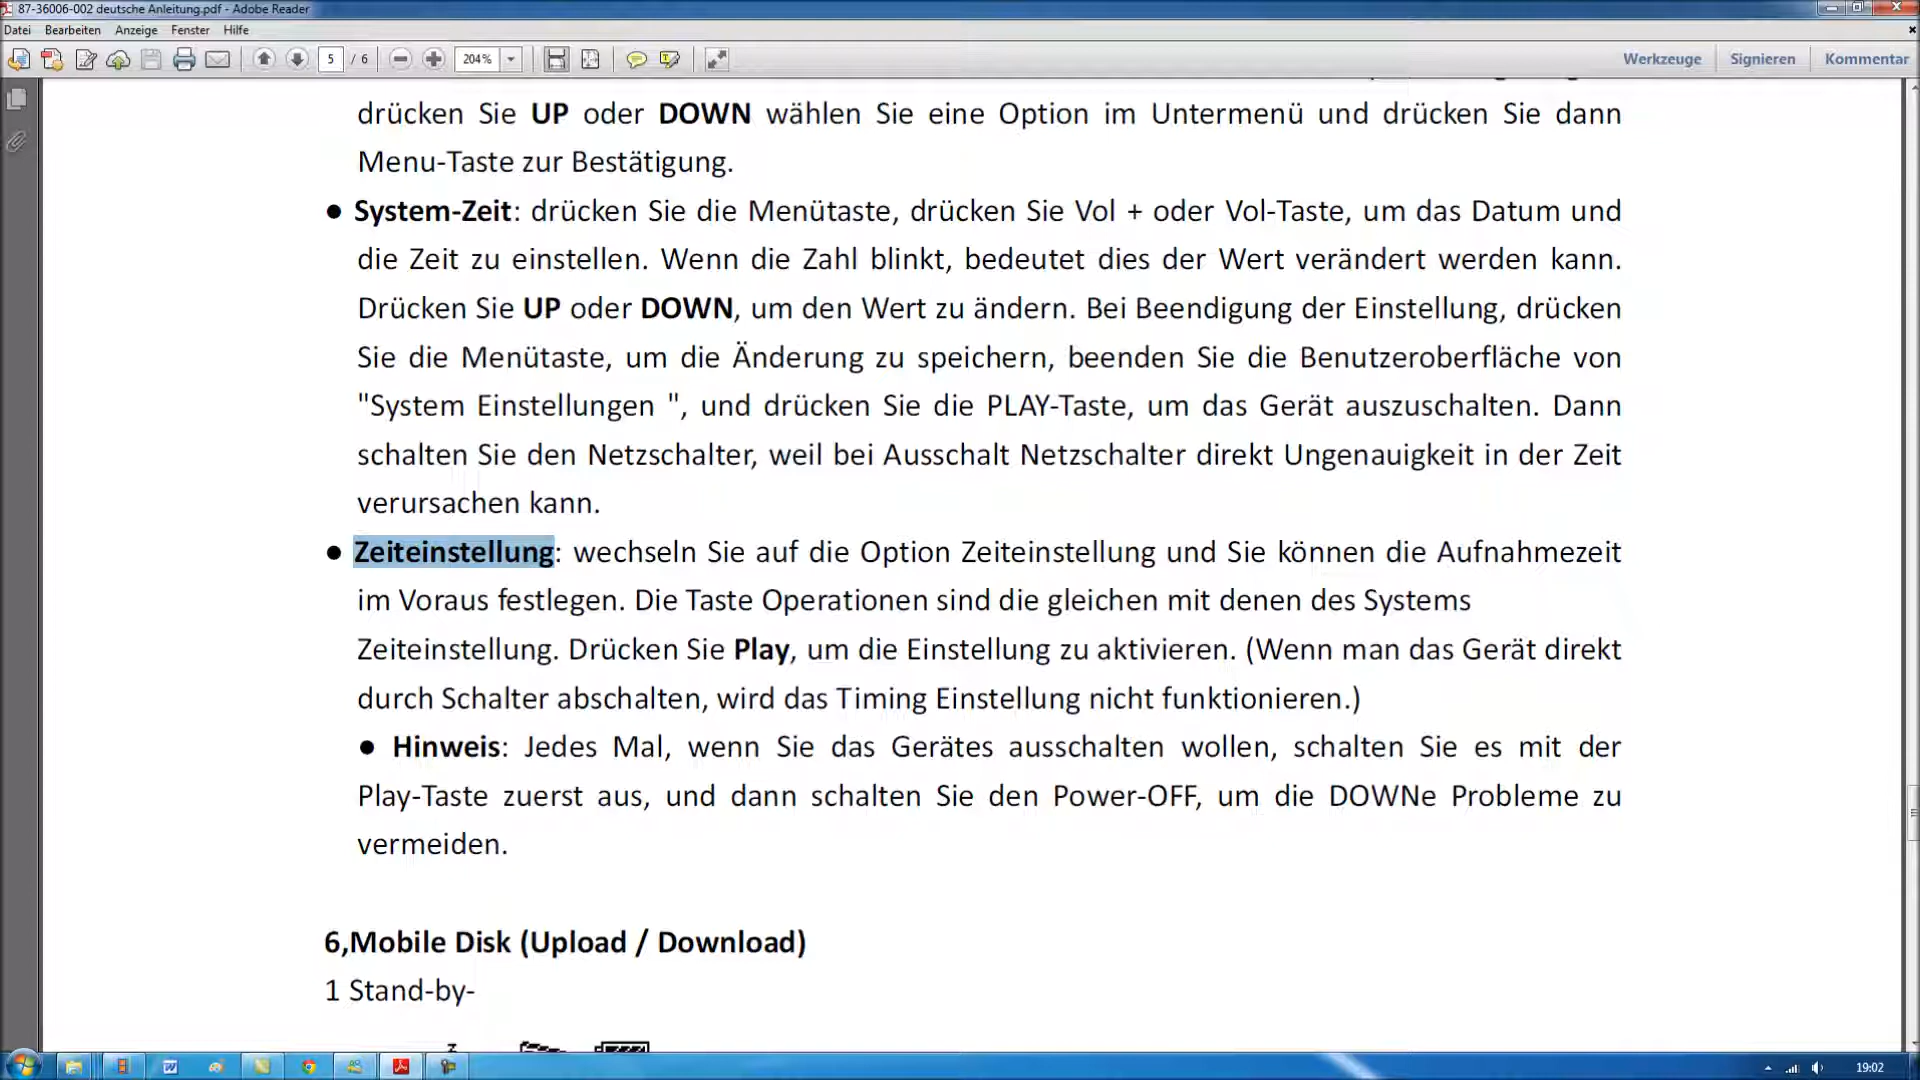 87-36006-002 deutsche Anleitung.pdf - Adobe Reader
Datei Bearbeiten Anzeige Fenster Hilfe
5 / 6 204% Werkzeuge Signieren Kommentar
drücken Sie UP oder DOWN wählen Sie eine Option im Untermenü und drücken Sie dann
Menu-Taste zur Bestätigung.
● System-Zeit: drücken Sie die Menütaste, drücken Sie Vol + oder Vol-Taste, um das Datum und
die Zeit zu einstellen. Wenn die Zahl blinkt, bedeutet dies der Wert verändert werden kann.
Drücken Sie UP oder DOWN, um den Wert zu ändern. Bei Beendigung der Einstellung, drücken
Sie die Menütaste, um die Änderung zu speichern, beenden Sie die Benutzeroberfläche von
"System Einstellungen ", und drücken Sie die PLAY-Taste, um das Gerät auszuschalten. Dann
schalten Sie den Netzschalter, weil bei Ausschalt Netzschalter direkt Ungenauigkeit in der Zeit
verursachen kann.
● Zeiteinstellung: wechseln Sie auf die Option Zeiteinstellung und Sie können die Aufnahmezeit
im Voraus festlegen. Die Taste Operationen sind die gleichen mit denen des Systems
Zeiteinstellung. Drücken Sie Play, um die Einstellung zu aktivieren. (Wenn man das Gerät direkt
durch Schalter abschalten, wird das Timing Einstellung nicht funktionieren.)
● Hinweis: Jedes Mal, wenn Sie das Gerätes ausschalten wollen, schalten Sie es mit der
Play-Taste zuerst aus, und dann schalten Sie den Power-OFF, um die DOWNe Probleme zu
vermeiden.
6,Mobile Disk (Upload / Download)
1 Stand-by-
19:02